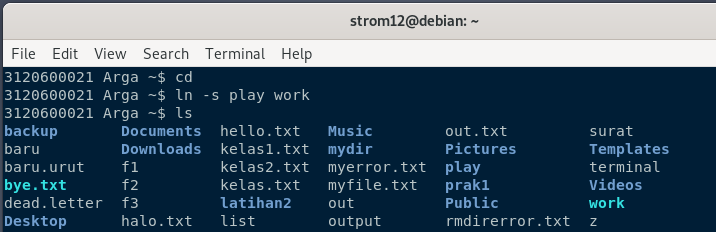 strom12@debian: ~
File Edit View Search Terminal Help
3120600021 Arga ~$ cd
3120600021 Arga ~$ ln -s play work
3120600021 Arga ~$ ls
backup Documents hello.txt Music out.txt surat
baru Downloads kelas1.txt mydir Pictures Templates
baru.urut f1 kelas2.txt myerror.txt play terminal
bye.txt f2 kelas.txt myfile.txt prak1 Videos
dead.letter f3 latihan2 out Public work
Desktop halo.txt list output rmdirerror.txt z